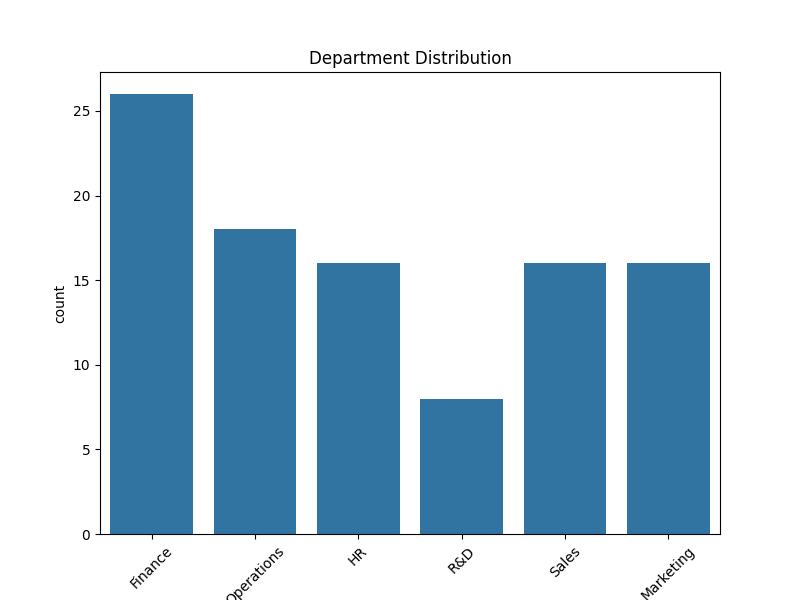 Department Distribution
count
25
20
15
10
5
0
Finance
Operations
HR
R&D
Sales
Marketing